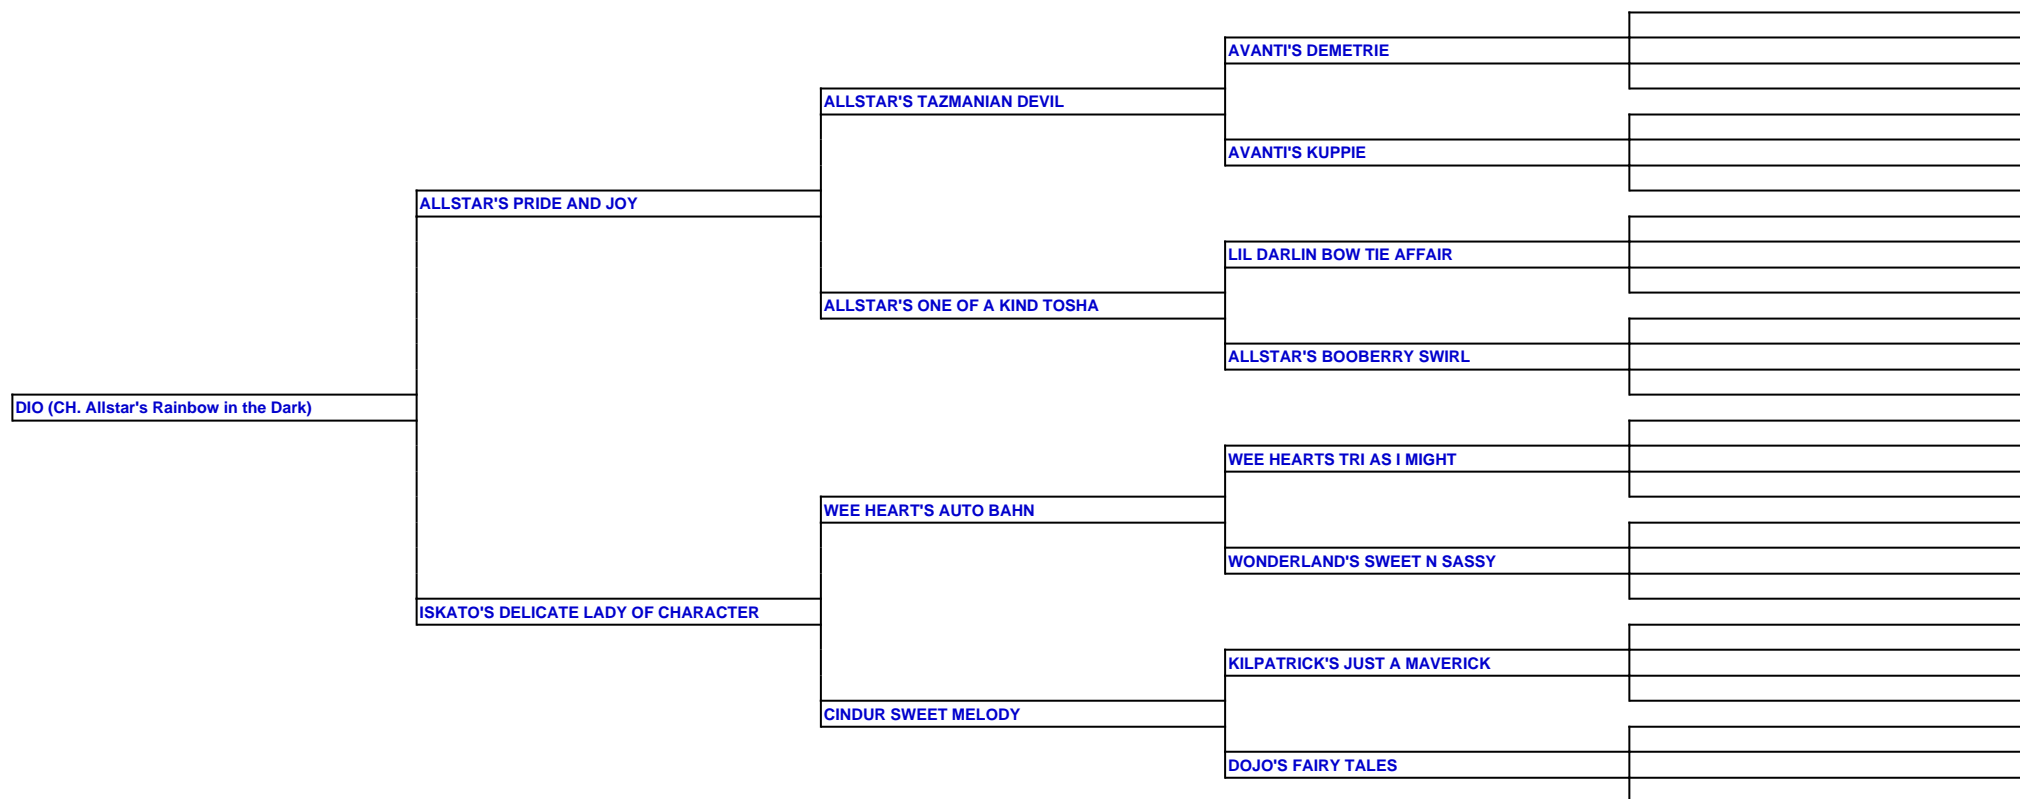 AVANTI'S DEMETRIE
ALLSTAR'S TAZMANIAN DEVIL
AVANTI'S KUPPIE
ALLSTAR'S PRIDE AND JOY
LIL DARLIN BOW TIE AFFAIR
ALLSTAR'S ONE OF A KIND TOSHA
ALLSTAR'S BOOBERRY SWIRL
DIO (CH. Allstar's Rainbow in the Dark)
WEE HEARTS TRI AS I MIGHT
WEE HEART'S AUTO BAHN
WONDERLAND'S SWEET N SASSY
ISKATO'S DELICATE LADY OF CHARACTER
KILPATRICK'S JUST A MAVERICK
CINDUR SWEET MELODY
DOJO'S FAIRY TALES